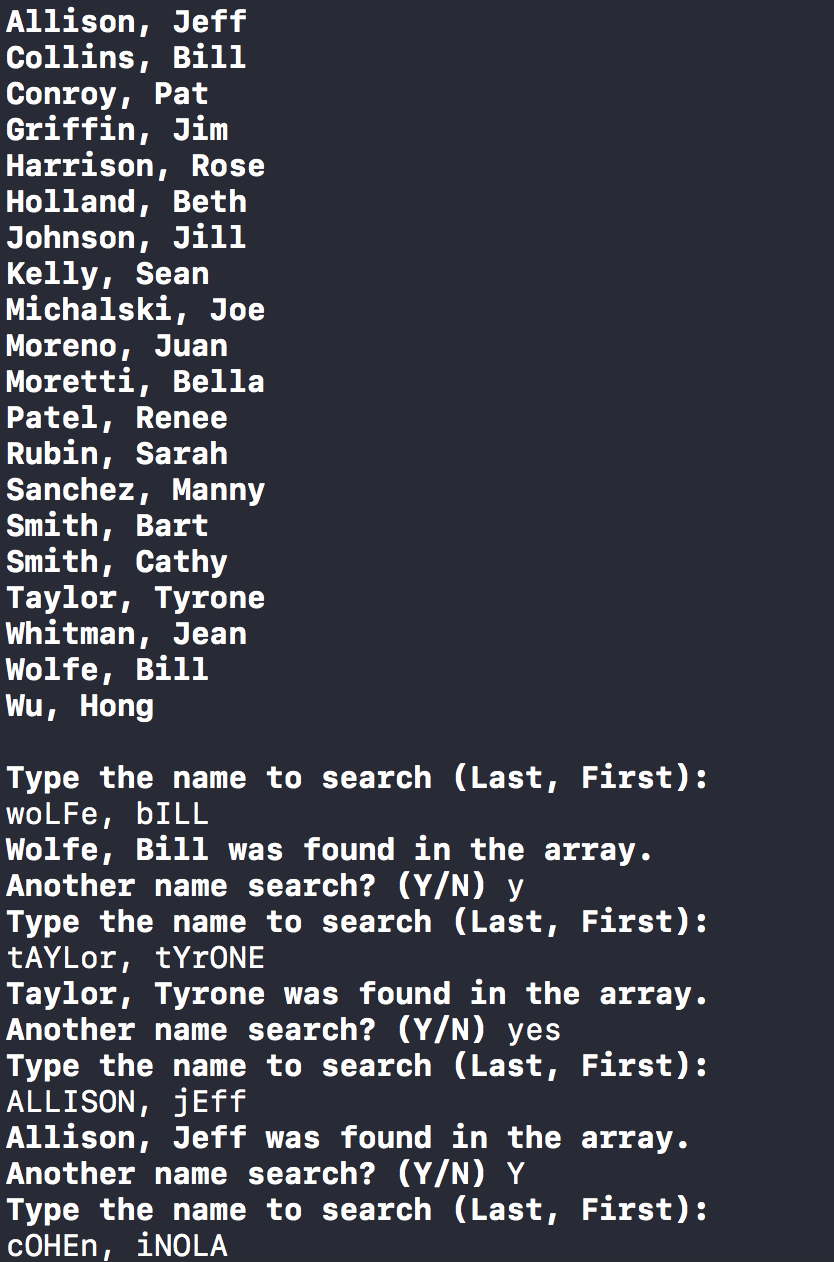 Allison, Jeff
Collins, Bill
Conroy, Pat
Griffin, Jim
Harrison, Rose
Holland, Beth
Johnson, Jill
Kelly, Sean
Michalski, Joe
Moreno, Juan
Moretti, Bella
Patel, Renee
Rubin, Sarah
Sanchez, Manny
Smith, Bart
Smith, Cathy
Taylor, Tyrone
Whitman, Jean
Wolfe, Bill
Wu, Hong
Type the name to search (Last, First):
woLFe, bILL
Wolfe, Bill was found in the array.
Another name search? (Y/N) y
Type the name to search (Last, First):
tAYLor, tYrONE
Taylor, Tyrone was found in the array.
Another name search? (Y/N) yes
Type the name to search (Last, First):
ALLISON, jEff
Allison, Jeff was found in the array.
Another name search? (Y/N) Y
Type the name to search (Last, First):
cOHEn, iNOLA